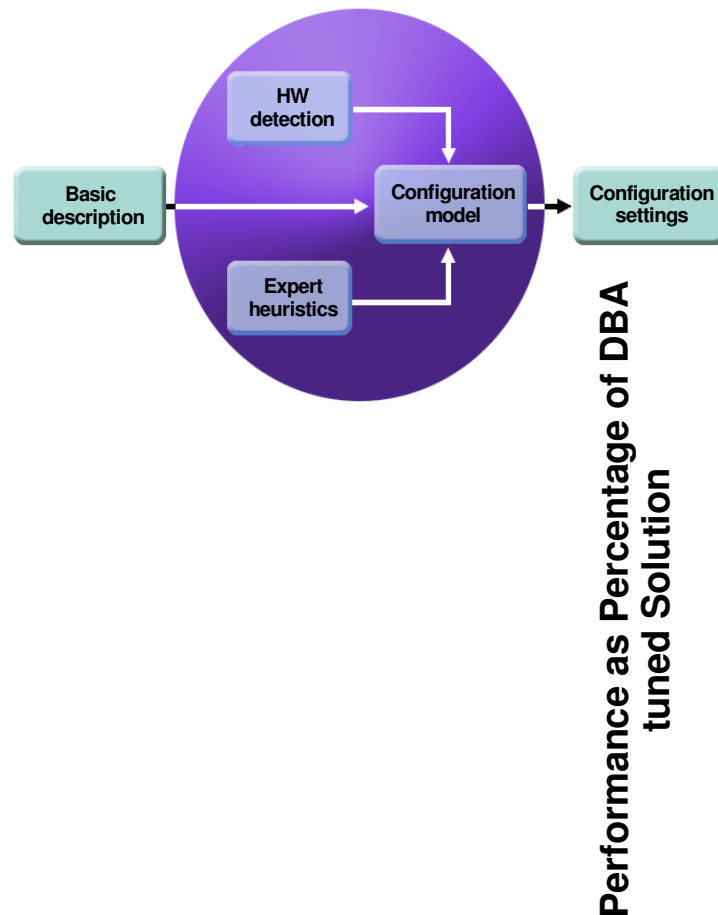 HW
detection
Basic
description
Configuration
model
Configuration
settings
Expert
heuristics
Performance as Percentage of DBA
tuned Solution